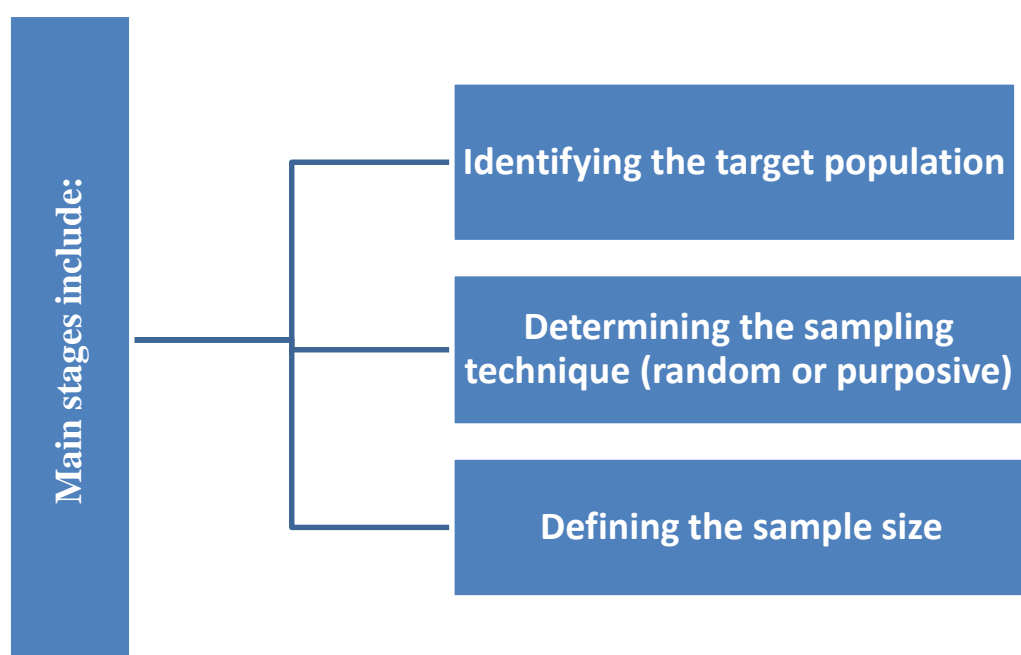 Main stages include:
Identifying the target population
Determining the sampling
technique (random or purposive)
Defining the sample size